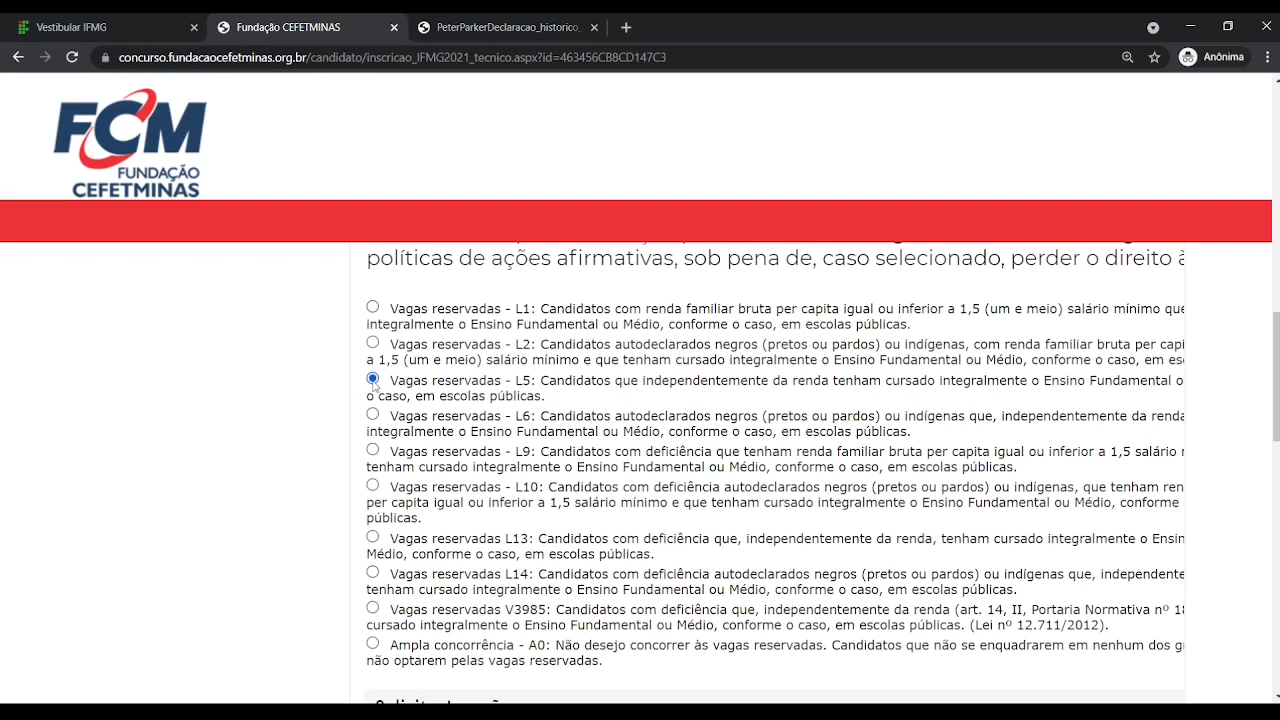 Vestibular IFMG
Fundação CEFETMINAS
PeterParkerDeclaracao_historico_
concurso.fundacaocefetminas.org.br/candidato/inscricao_IFMG2021_tecnico.aspx?id=463456CB8CD147C3
Anônima
FCM
FUNDAÇÃO
CEFETMINAS
políticas de ações afirmativas, sob pena de, caso selecionado, perder o direito à
Vagas reservadas - L1: Candidatos com renda familiar bruta per capita igual ou inferior a 1,5 (um e meio) salário mínimo que
integralmente o Ensino Fundamental ou Médio, conforme o caso, em escolas públicas.
Vagas reservadas - L2: Candidatos autodeclarados negros (pretos ou pardos) ou indígenas, com renda familiar bruta per capi
a 1,5 (um e meio) salário mínimo e que tenham cursado integralmente o Ensino Fundamental ou Médio, conforme o caso, em es
Vagas reservadas - L5: Candidatos que independentemente da renda tenham cursado integralmente o Ensino Fundamental o
o caso, em escolas públicas.
Vagas reservadas - L6: Candidatos autodeclarados negros (pretos ou pardos) ou indígenas que, independentemente da renda
integralmente o Ensino Fundamental ou Médio, conforme o caso, em escolas públicas.
Vagas reservadas - L9: Candidatos com deficiência que tenham renda familiar bruta per capita igual ou inferior a 1,5 salário
tenham cursado integralmente o Ensino Fundamental ou Médio, conforme o caso, em escolas públicas.
Vagas reservadas - L10: Candidatos com deficiência autodeclarados negros (pretos ou pardos) ou indígenas, que tenham ren
per capita igual ou inferior a 1,5 salário mínimo e que tenham cursado integralmente o Ensino Fundamental ou Médio, conforme
públicas.
Vagas reservadas L13: Candidatos com deficiência que, independentemente da renda, tenham cursado integralmente o Ensin
Médio, conforme o caso, em escolas públicas.
Vagas reservadas L14: Candidatos com deficiência autodeclarados negros (pretos ou pardos) ou indígenas que, independente
tenham cursado integralmente o Ensino Fundamental ou Médio, conforme o caso, em escolas públicas.
Vagas reservadas V3985: Candidatos com deficiência que, independentemente da renda (art. 14, II, Portaria Normativa nº 18
cursado integralmente o Ensino Fundamental ou Médio, conforme o caso, em escolas públicas. (Lei nº 12.711/2012).
Ampla concorrência - A0: Não desejo concorrer às vagas reservadas. Candidatos que não se enquadrarem em nenhum dos g
não optarem pelas vagas reservadas.